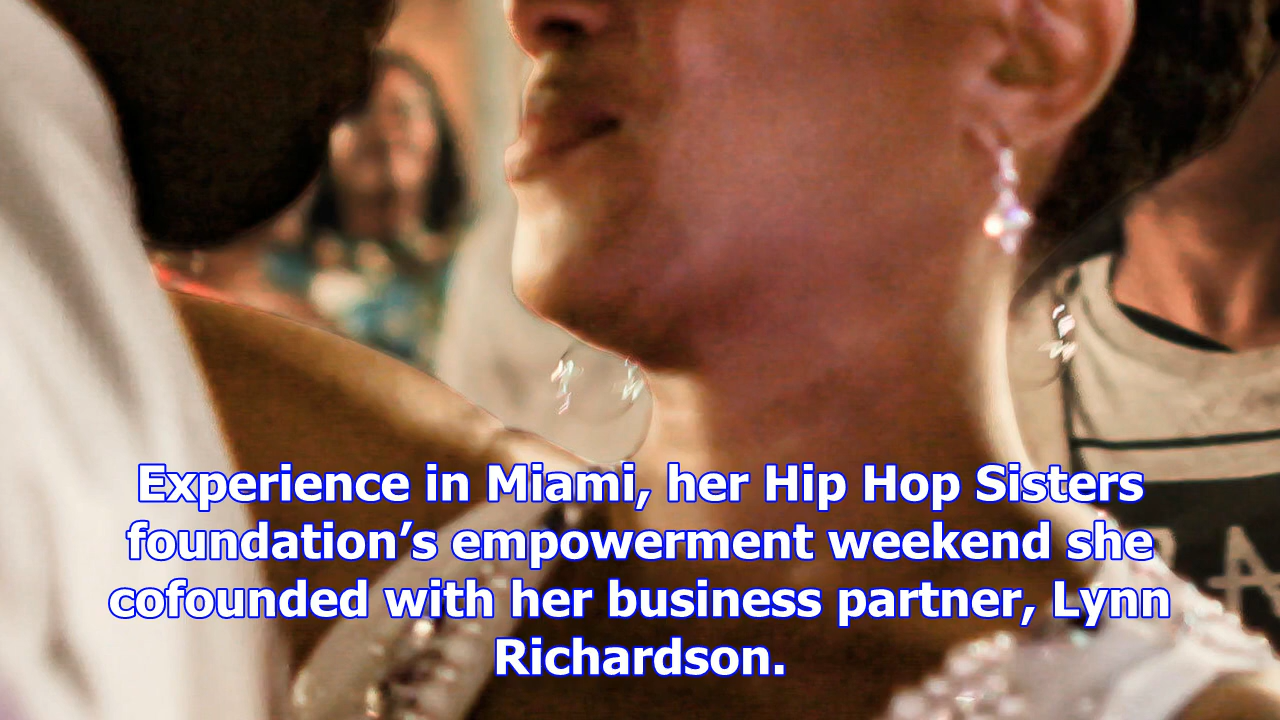 Experience in Miami, her Hip Hop Sisters
foundation’s empowerment weekend she
cofounded with her business partner, Lynn
Richardson.